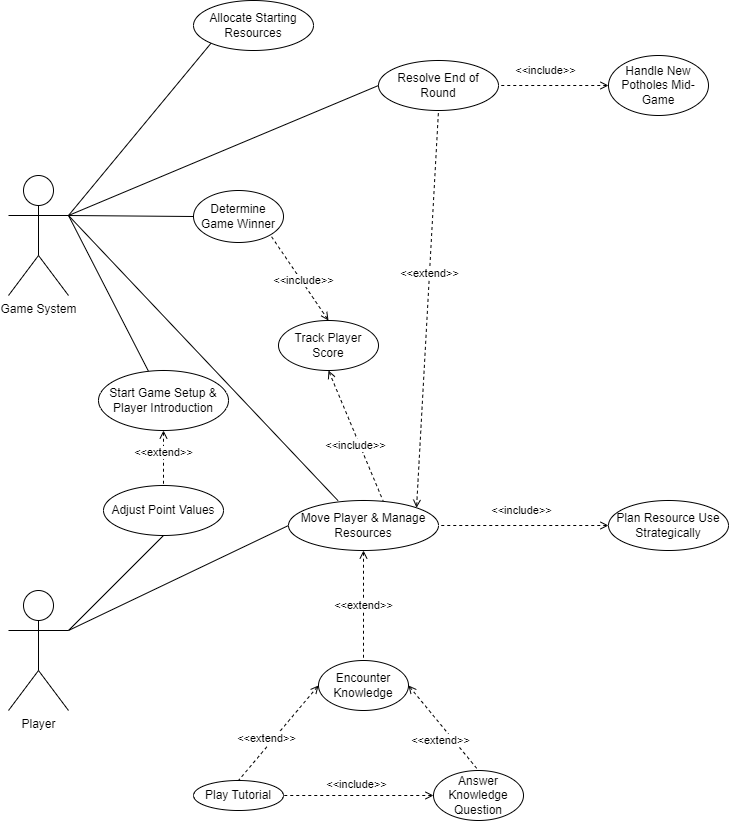 Allocate Starting
Resources
Resolve End of
Round
<<include>>
Handle New
Potholes Mid-
Game
Determine
Game Winner
<<extend>>
<<include>>
Game System
Track Player
Score
Start Game Setup &
Player Introduction
<<include>>
<<extend>>
Adjust Point Values
Move Player & Manage
Resources
<<include>>
Plan Resource Use
Strategically
<<extend>>
Encounter
Knowledge
Player
<<extend>>
<<extend>>
Play Tutorial
<<include>>
Answer
Knowledge
Question